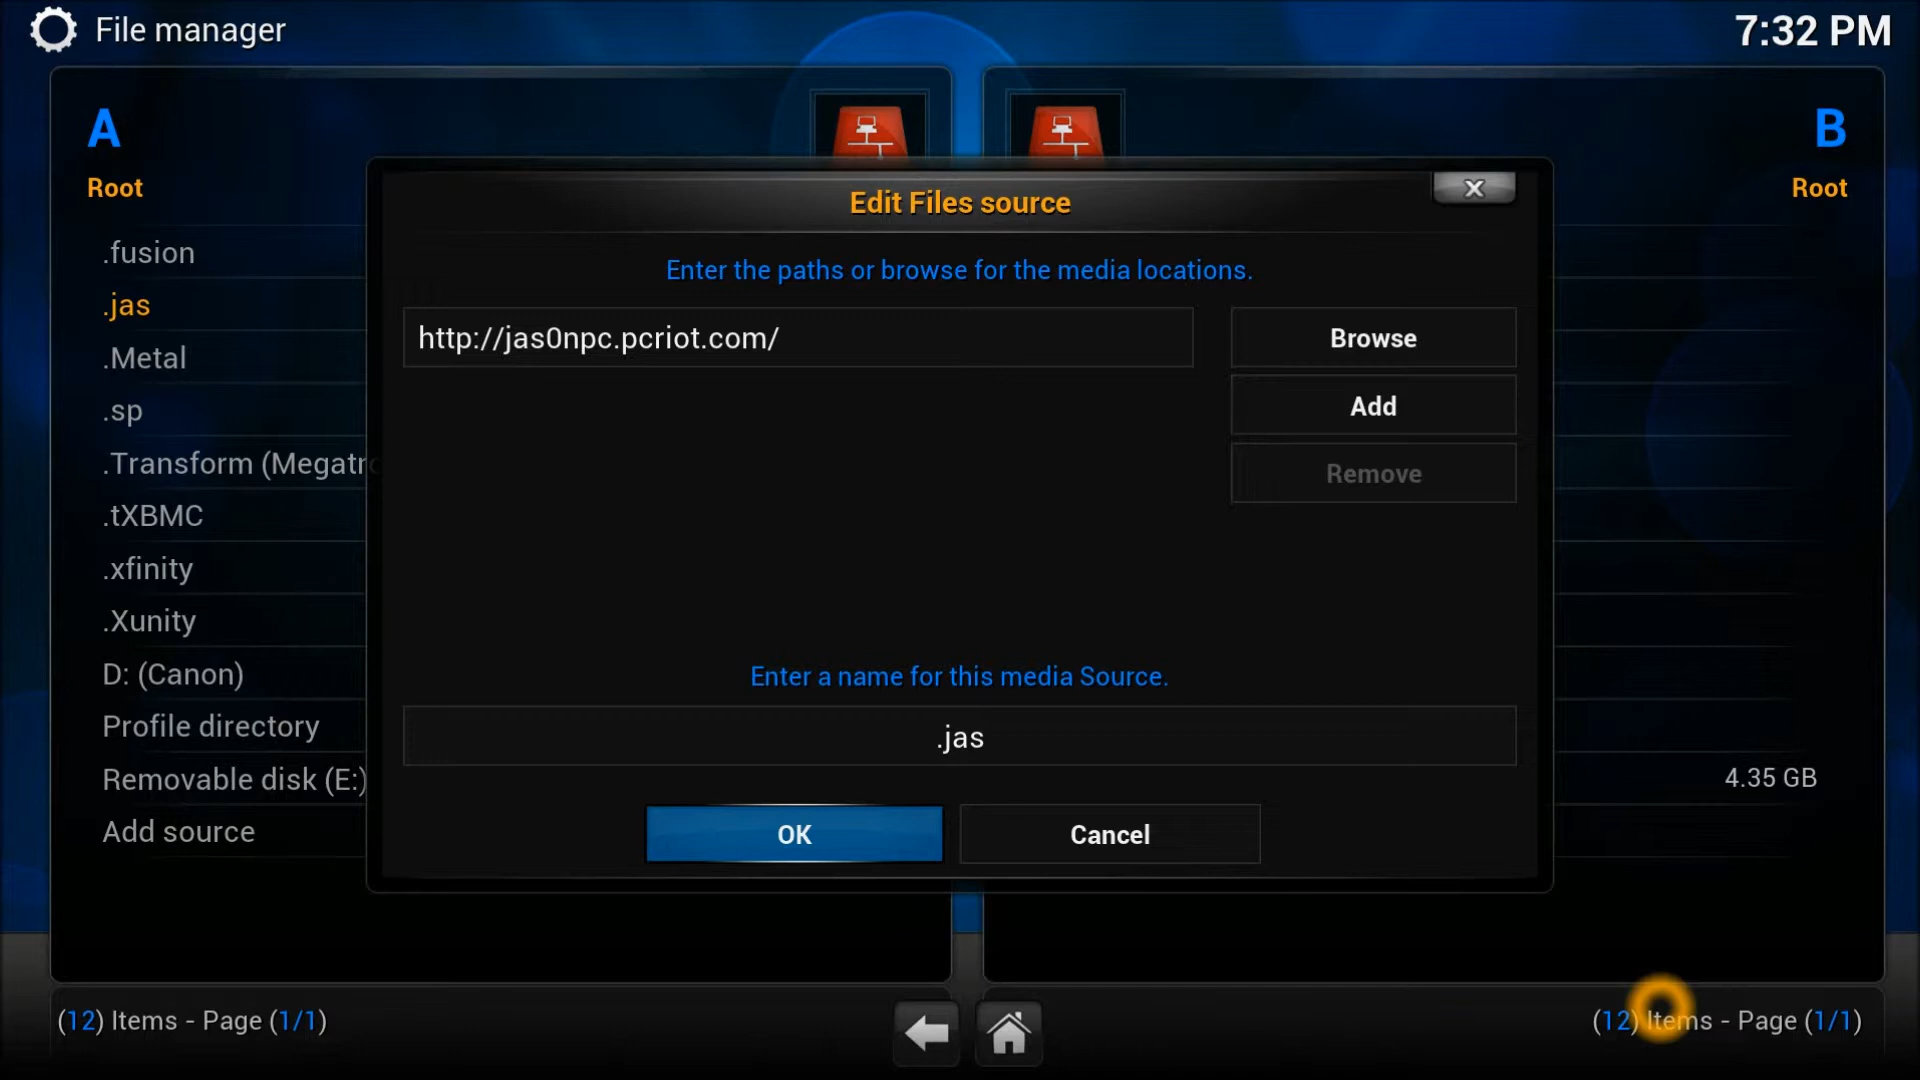 File manager
7:32 PM
A
B
Root
Root
Edit Files source
Enter the paths or browse for the media locations.
http://jas0npc.pcriot.com/
Browse
Add
Remove
.fusion
.jas
.Metal
.sp
.Transform (Megatro
.tXBMC
.xfinity
.Xunity
D: (Canon)
Profile directory
Removable disk (E:)
Add source
4.35 GB
Enter a name for this media Source.
.jas
OK
Cancel
(12) Items - Page (1/1)
(12) Items - Page (1/1)